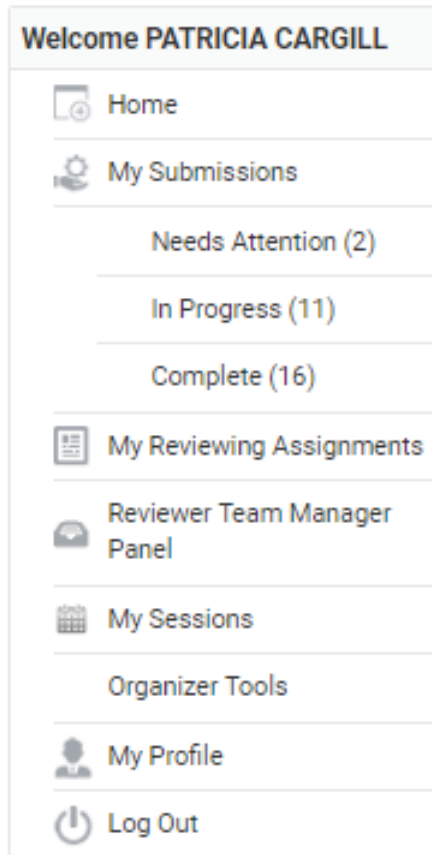 Welcome PATRICIA CARGILL
Home
My Submissions
Needs Attention (2)
In Progress (11)
Complete (16)
My Reviewing Assignments
Reviewer Team Manager
Panel
My Sessions
Organizer Tools
My Profile
Log Out